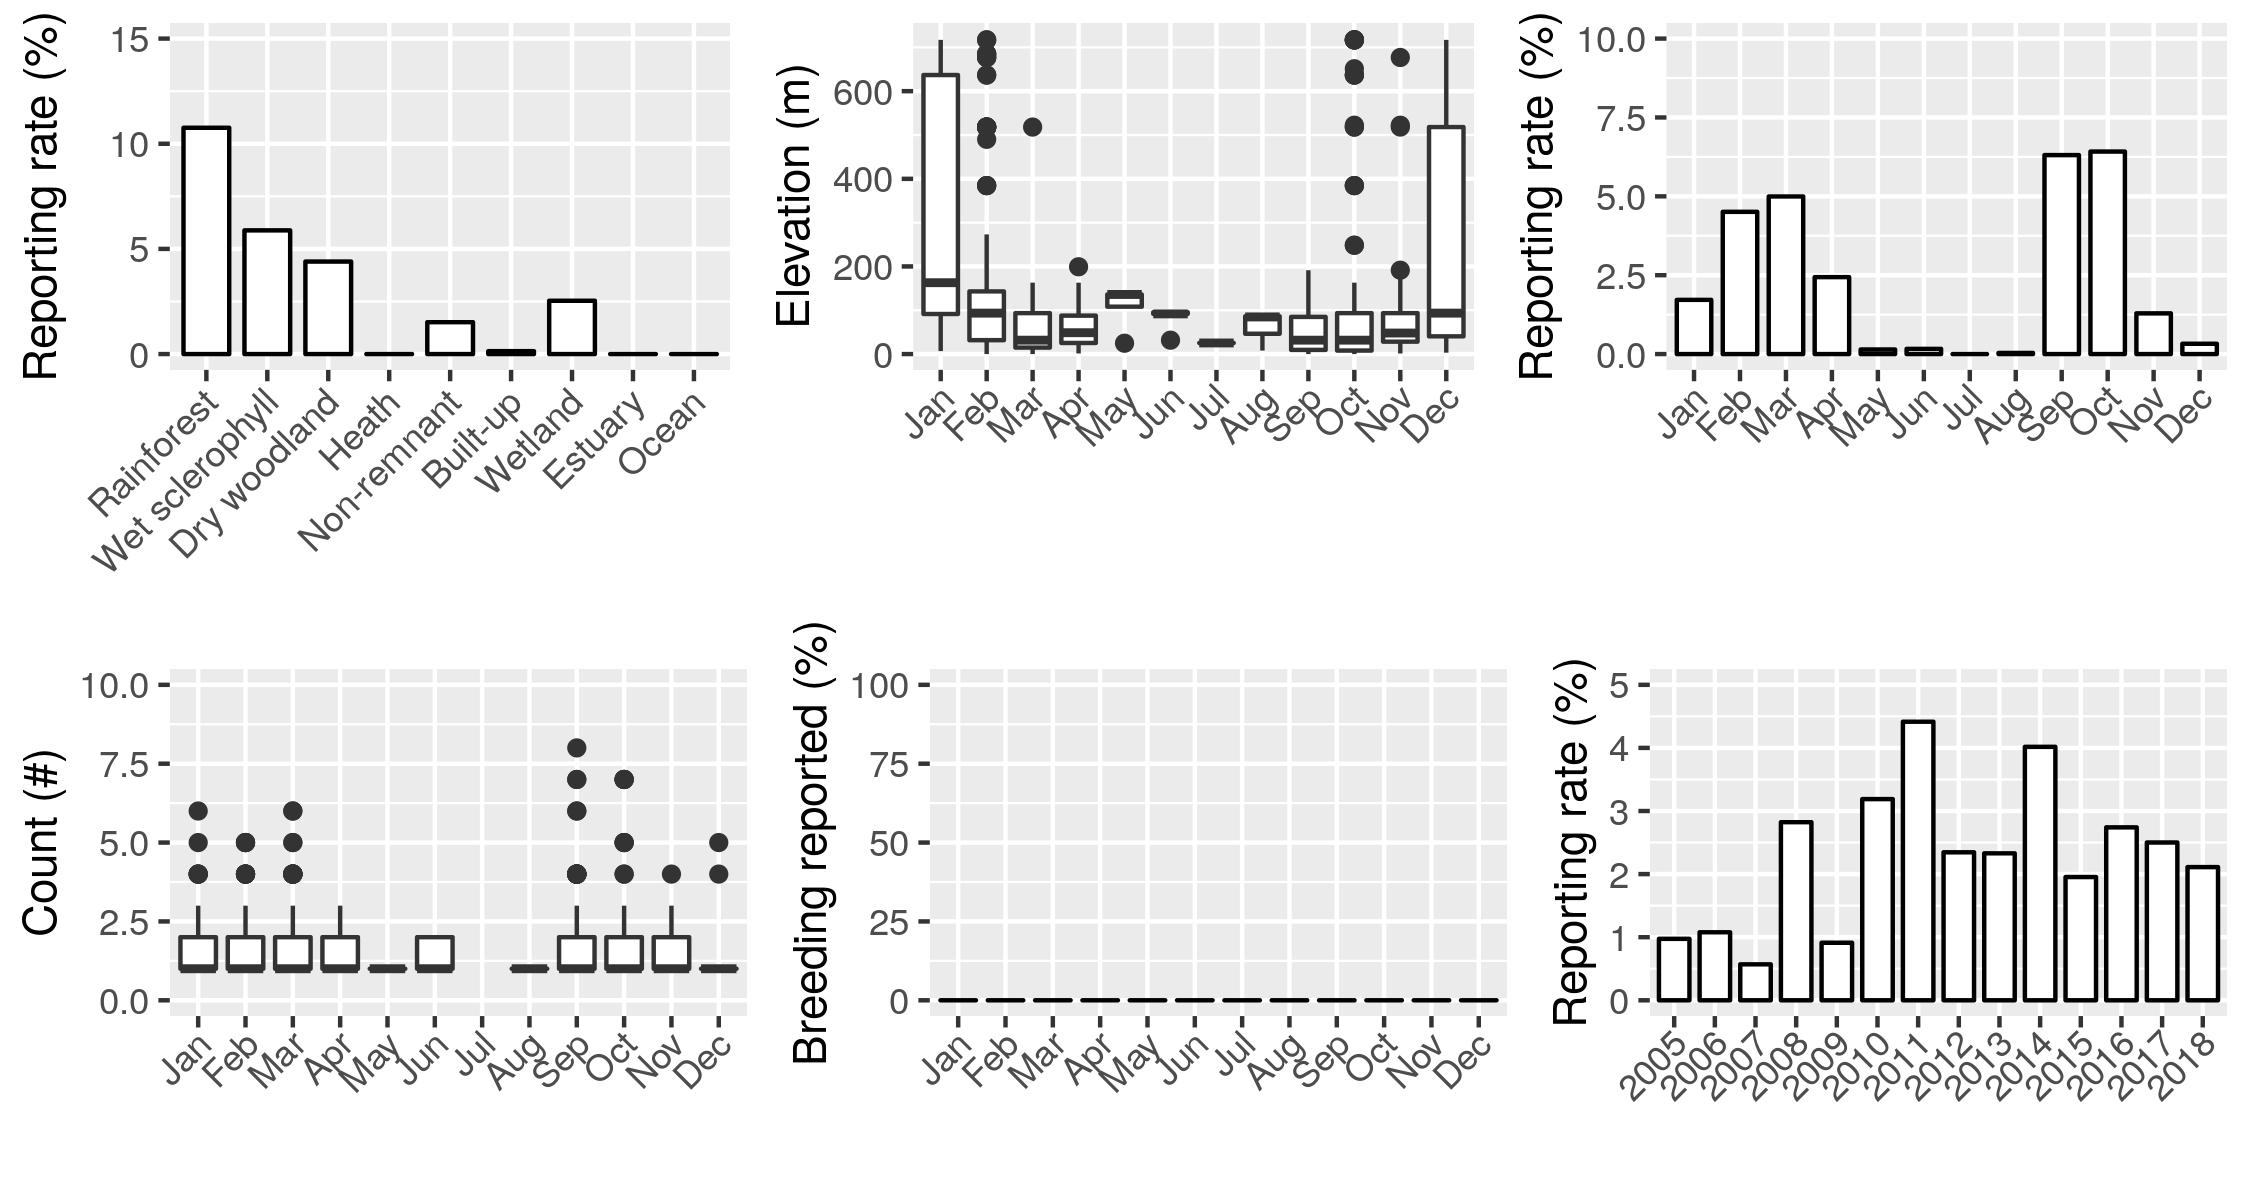 Reporting rate (%)
15
10
5
0
Rainforest
Wet sclerophyll
Dry woodland
Heath
Non-remnant
Built-up
Wetland
Estuary
Ocean
Elevation (m)
600
400
200
0
Jan
Feb
Mar
Apr
May
Jun
Jul
Aug
Sep
Oct
Nov
Dec
Reporting rate (%)
10.0
7.5
5.0
2.5
0.0
Jan
Feb
Mar
Apr
May
Jun
Jul
Aug
Sep
Oct
Nov
Dec
Count (#)
10.0
7.5
5.0
2.5
0.0
Jan
Feb
Mar
Apr
May
Jun
Jul
Aug
Sep
Oct
Nov
Dec
Breeding reported (%)
100
75
50
25
0
Jan
Feb
Mar
Apr
May
Jun
Jul
Aug
Sep
Oct
Nov
Dec
Reporting rate (%)
5
4
3
2
1
0
2005
2006
2007
2008
2009
2010
2011
2012
2013
2014
2015
2016
2017
2018